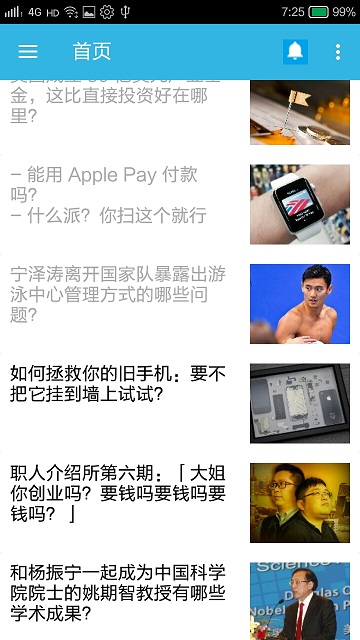 4G HD 7:25 99%
首页
金，这比直接投资好在哪
里？
– 能用 Apple Pay 付款
吗？
– 什么派？你扫这个就行
宁泽涛离开国家队暴露出游
泳中心管理方式的哪些问
题？
如何拯救你的旧手机：要不
把它挂到墙上试试？
职人介绍所第六期：「大姐
你创业吗？要钱吗要钱吗要
钱吗？」
和杨振宁一起成为中国科学
院院士的姚期智教授有哪些
学术成果？
Science
Douglas C
Nobel